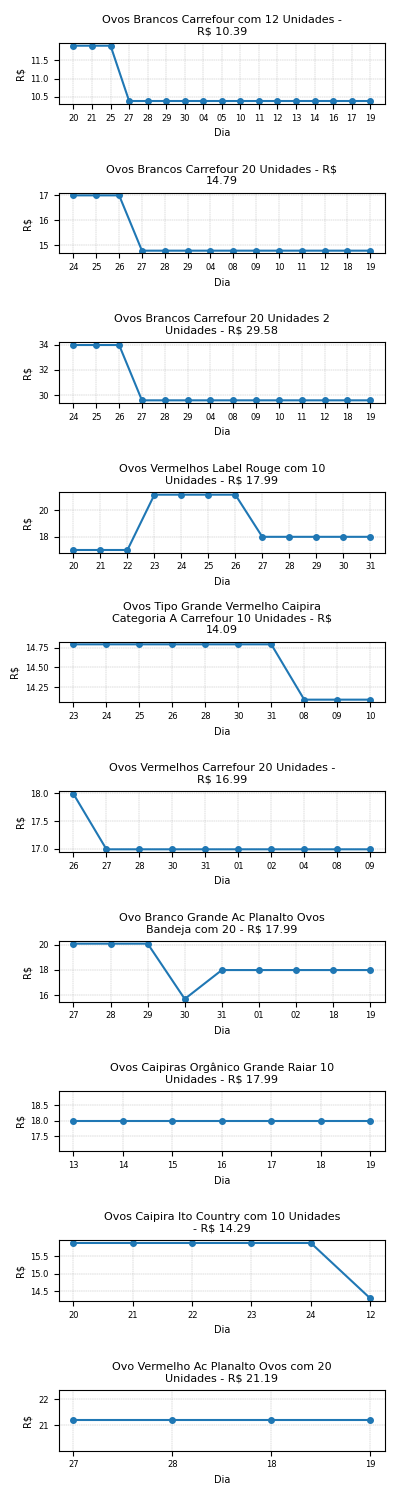 Ovos Brancos Carrefour com 12 Unidades -
R$ 10.39
11.5
11.0
10.5
R$
20 21 25 27 28 29 30 04 05 10 11 12 13 14 16 17 19
Dia
Ovos Brancos Carrefour 20 Unidades - R$
14.79
17
16
15
R$
24 25 26 27 28 29 04 08 09 10 11 12 18 19
Dia
Ovos Brancos Carrefour 20 Unidades 2
Unidades - R$ 29.58
34
32
30
R$
24 25 26 27 28 29 04 08 09 10 11 12 18 19
Dia
Ovos Vermelhos Label Rouge com 10
Unidades - R$ 17.99
20
18
R$
20 21 22 23 24 25 26 27 28 29 30 31
Dia
Ovos Tipo Grande Vermelho Caipira
Categoria A Carrefour 10 Unidades - R$
14.09
14.75
14.50
14.25
R$
23 24 25 26 28 30 31 08 09 10
Dia
Ovos Vermelhos Carrefour 20 Unidades -
R$ 16.99
18.0
17.5
17.0
R$
26 27 28 30 31 01 02 04 08 09
Dia
Ovo Branco Grande Ac Planalto Ovos
Bandeja com 20 - R$ 17.99
20
18
16
R$
27 28 29 30 31 01 02 18 19
Dia
Ovos Caipiras Orgânico Grande Raiar 10
Unidades - R$ 17.99
18.5
18.0
17.5
R$
13 14 15 16 17 18 19
Dia
Ovos Caipira Ito Country com 10 Unidades
- R$ 14.29
15.5
15.0
14.5
R$
20 21 22 23 24 12
Dia
Ovo Vermelho Ac Planalto Ovos com 20
Unidades - R$ 21.19
22
21
R$
27 28 18 19
Dia